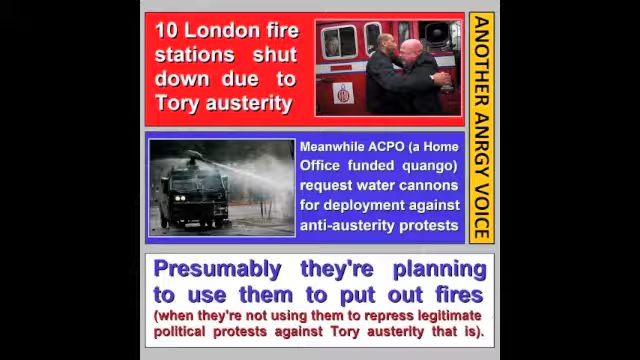 10 London fire
stations shut
down due to
Tory austerity
ANOTHER ANRGY VOICE
Meanwhile ACPO (a Home
Office funded quango)
request water cannons
for deployment against
anti-austerity protests
Presumably they're planning
to use them to put out fires
(when they're not using them to repress legitimate
political protests against Tory austerity that is).